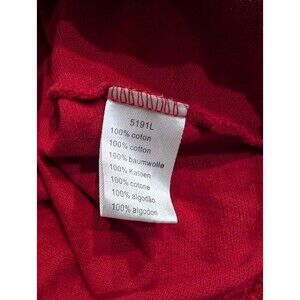 5191L
100% coton
100% cotton
100% baumwolle
100% Katoen
100% cotone
100% algodão
100% algodon